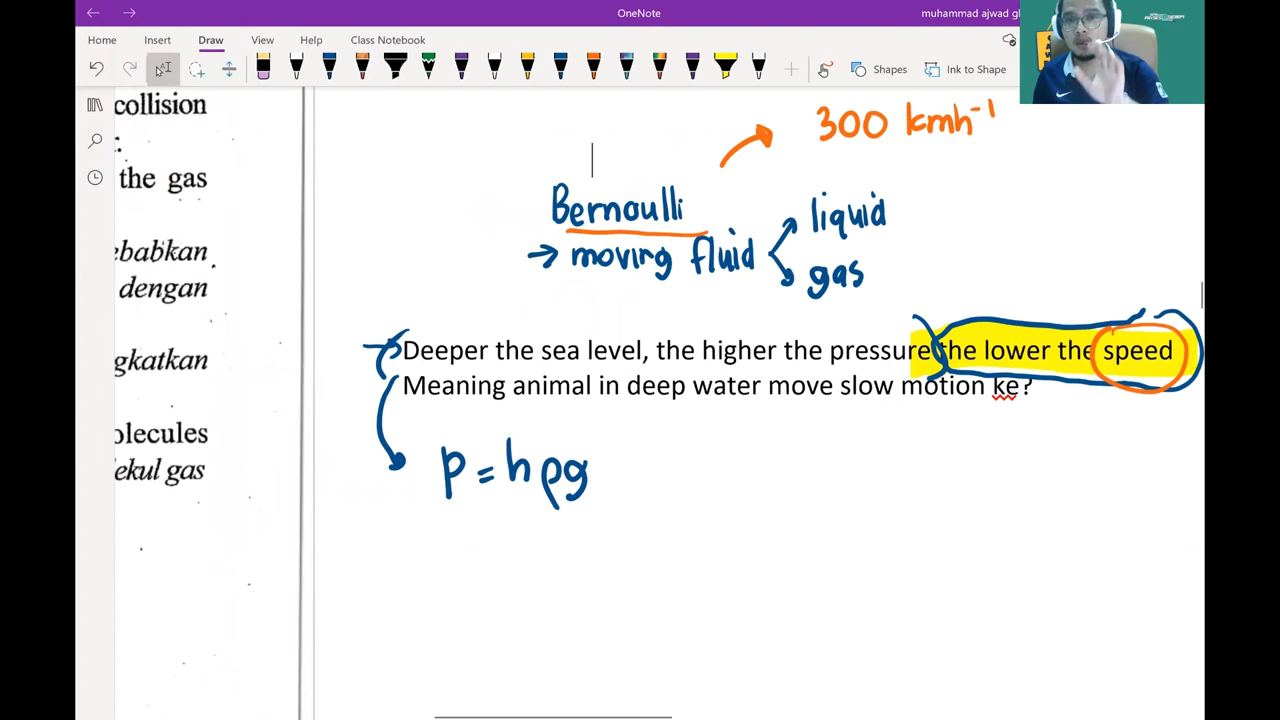 OneNote
muhammad ajwad gh
Home Insert Draw View Help Class Notebook
Shapes
Ink to Shape
collision
:
the gas
ebabkan
dengan
gkatkan
olecules
ekul gas
300 kmh⁻¹
Bernoulli
→ moving fluid
liquid
gas
Deeper the sea level, the higher the pressure the lower the speed
Meaning animal in deep water move slow motion ke?
p = hρg